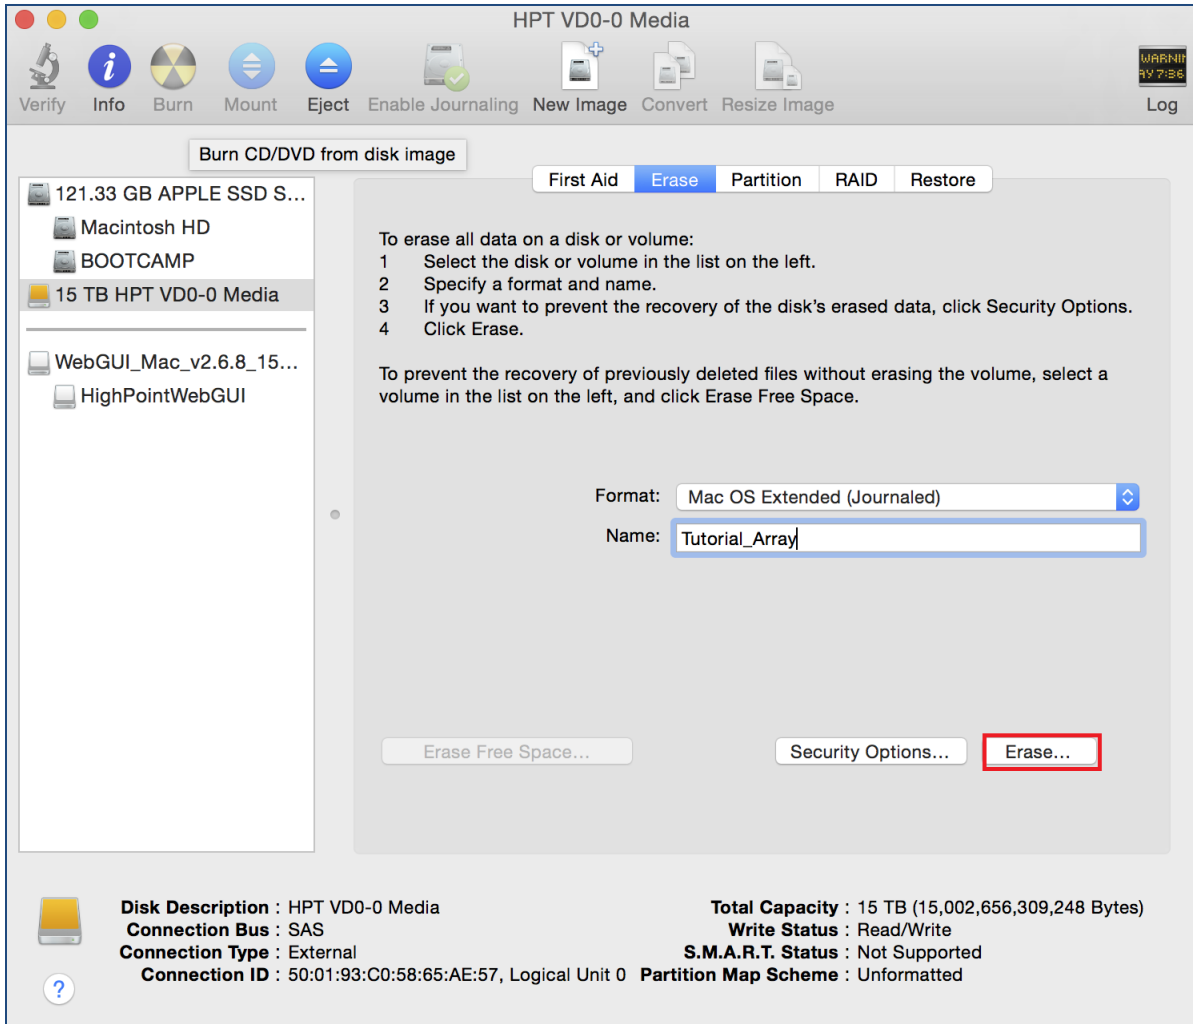 HPT VD0-0 Media
Verify Info Burn Mount Eject Enable Journaling New Image Convert Resize Image Log
WARNIN
AY 7:36
Burn CD/DVD from disk image
121.33 GB APPLE SSD S...
Macintosh HD
BOOTCAMP
15 TB HPT VD0-0 Media
WebGUI_Mac_v2.6.8_15...
HighPointWebGUI
First Aid Erase Partition RAID Restore
To erase all data on a disk or volume:
1 Select the disk or volume in the list on the left.
2 Specify a format and name.
3 If you want to prevent the recovery of the disk's erased data, click Security Options.
4 Click Erase.
To prevent the recovery of previously deleted files without erasing the volume, select a
volume in the list on the left, and click Erase Free Space.
Format: Mac OS Extended (Journaled)
Name: Tutorial_Array
Erase Free Space... Security Options... Erase...
Disk Description : HPT VD0-0 Media
Connection Bus : SAS
Connection Type : External
Connection ID : 50:01:93:C0:58:65:AE:57, Logical Unit 0
Total Capacity : 15 TB (15,002,656,309,248 Bytes)
Write Status : Read/Write
S.M.A.R.T. Status : Not Supported
Partition Map Scheme : Unformatted
?